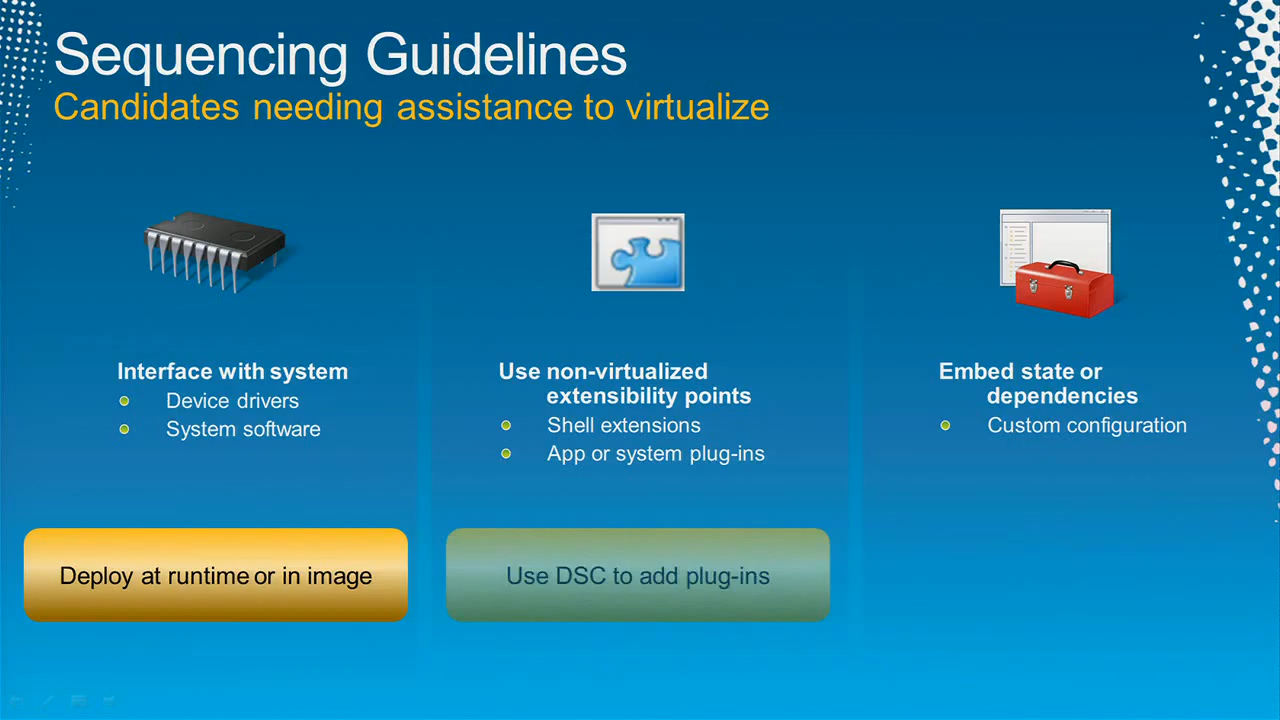 Sequencing Guidelines
Candidates needing assistance to virtualize
Interface with system
Device drivers
System software
Use non-virtualized
extensibility points
Shell extensions
App or system plug-ins
Embed state or
dependencies
Custom configuration
Deploy at runtime or in image
Use DSC to add plug-ins